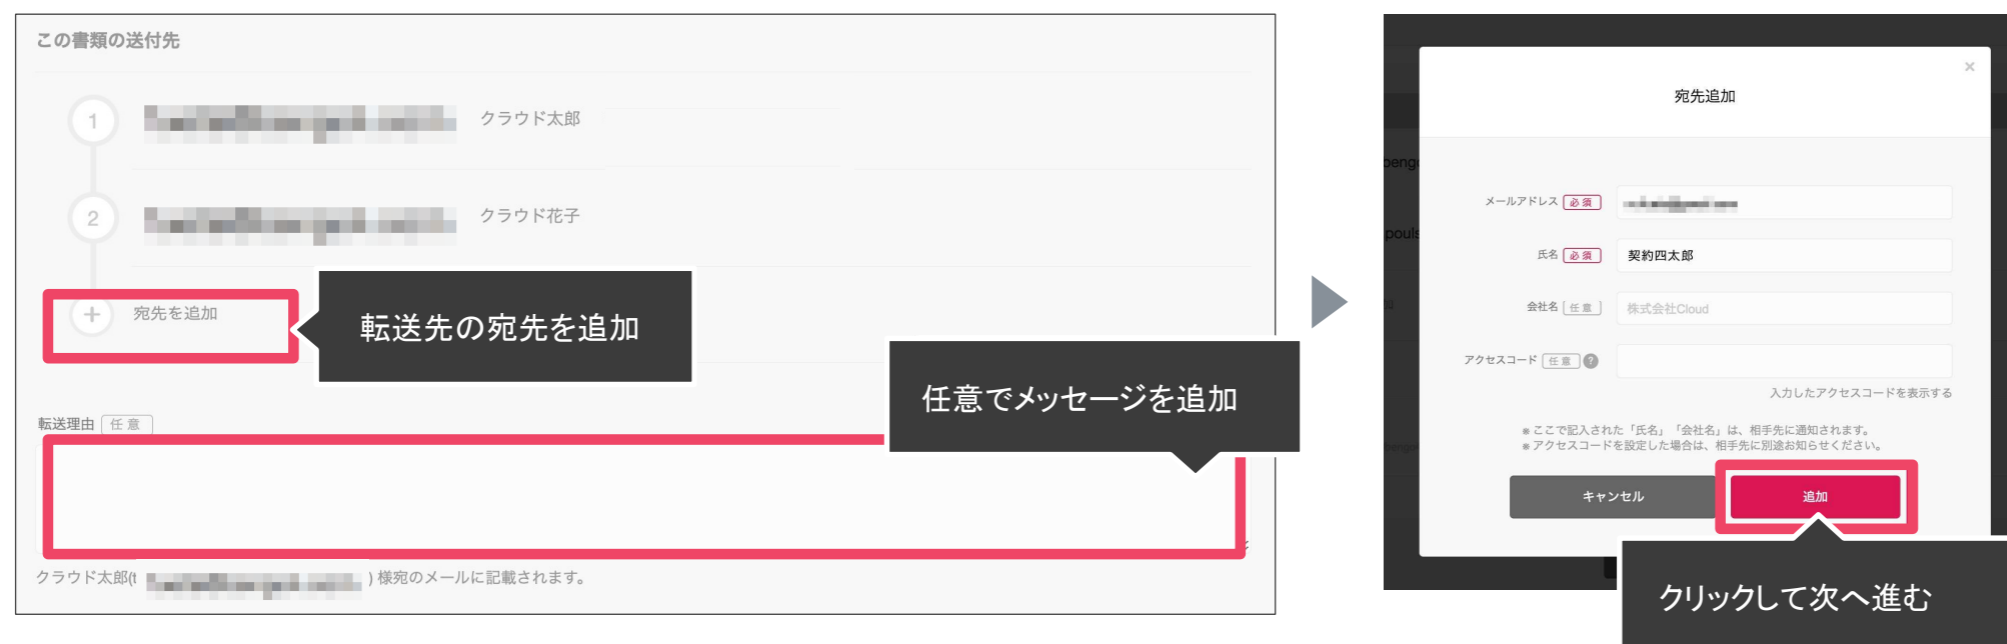 この書類の送付先
1
クラウド太郎
2
クラウド花子
+ 宛先を追加
転送先の宛先を追加
任意でメッセージを追加
転送理由 任意
クラウド太郎(t
) 様宛のメールに記載されます。
×
宛先追加
メールアドレス 必須
氏名 必須 契約四太郎
会社名 任意 株式会社Cloud
アクセスコード 任意 ?
入力したアクセスコードを表示する
※ここで記入された「氏名」「会社名」は、相手先に通知されます。
※アクセスコードを設定した場合は、相手先に別途お知らせください。
キャンセル
追加
クリックして次へ進む